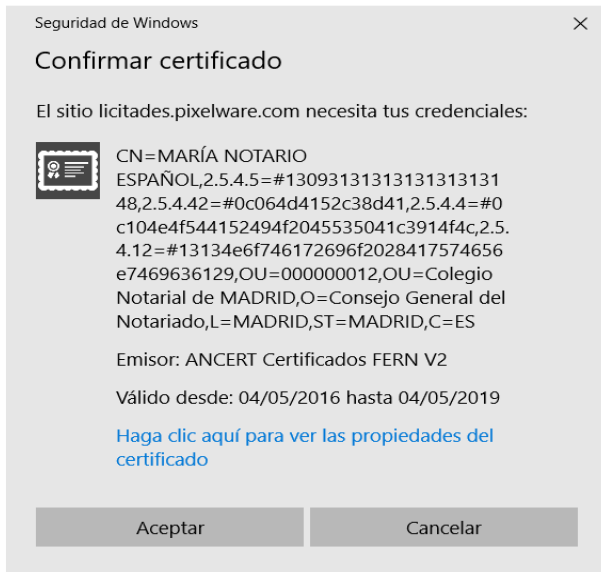 Seguridad de Windows
Confirmar certificado
El sitio licitades.pixelware.com necesita tus credenciales:
CN=MARÍA NOTARIO
ESPAÑOL,2.5.4.5=#13093131313131313131
48,2.5.4.42=#0c064d4152c38d41,2.5.4.4=#0
c104e4f544152494f2045535041c3914f4c,2.5.
4.12=#13134e6f746172696f2028417574656
e7469636129,OU=000000012,OU=Colegio
Notarial de MADRID,O=Consejo General del
Notariado,L=MADRID,ST=MADRID,C=ES
Emisor: ANCERT Certificados FERN V2
Válido desde: 04/05/2016 hasta 04/05/2019
Haga clic aquí para ver las propiedades del
certificado
Aceptar
Cancelar